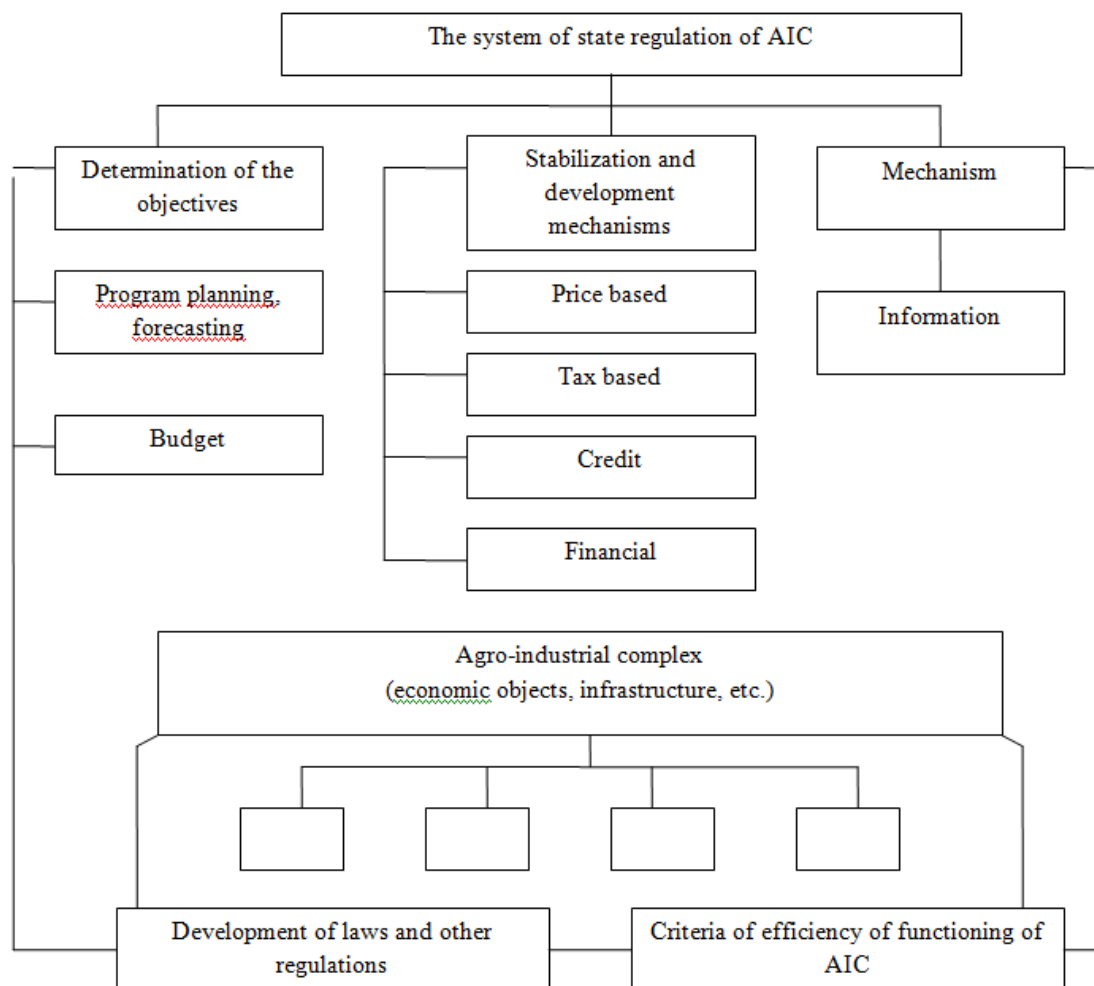 The system of state regulation of AIC
Determination of the
objectives
Stabilization and
development
mechanisms
Mechanism
Program planning,
forecasting
Price based
Information
Tax based
Budget
Credit
Financial
Agro-industrial complex
(economic objects, infrastructure, etc.)
Development of laws and other
regulations
Criteria of efficiency of functioning of
AIC